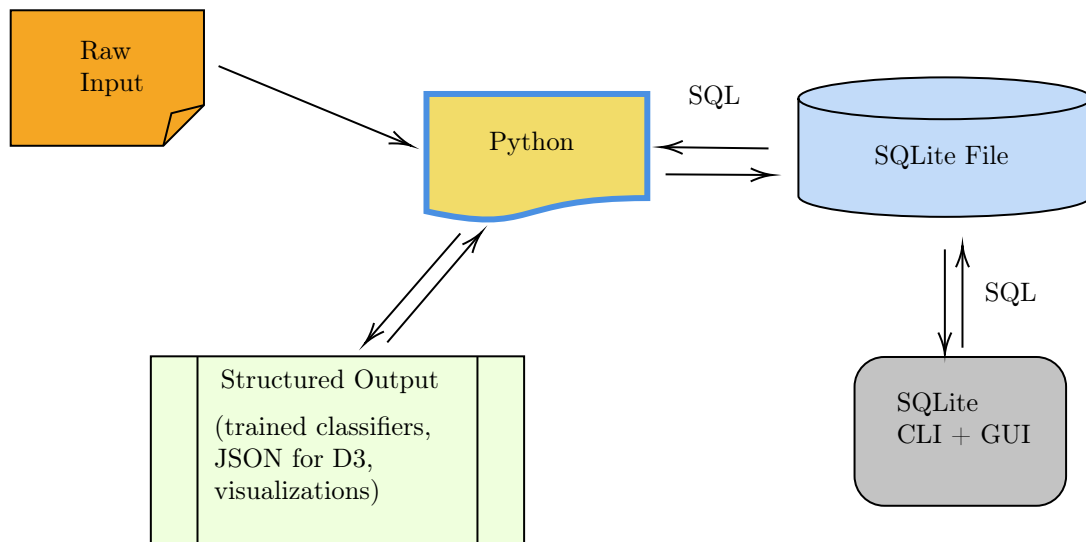 Raw
Input
SQL
Python
SQLite File
SQL
Structured Output
(trained classifiers,
JSON for D3,
visualizations)
SQLite
CLI + GUI